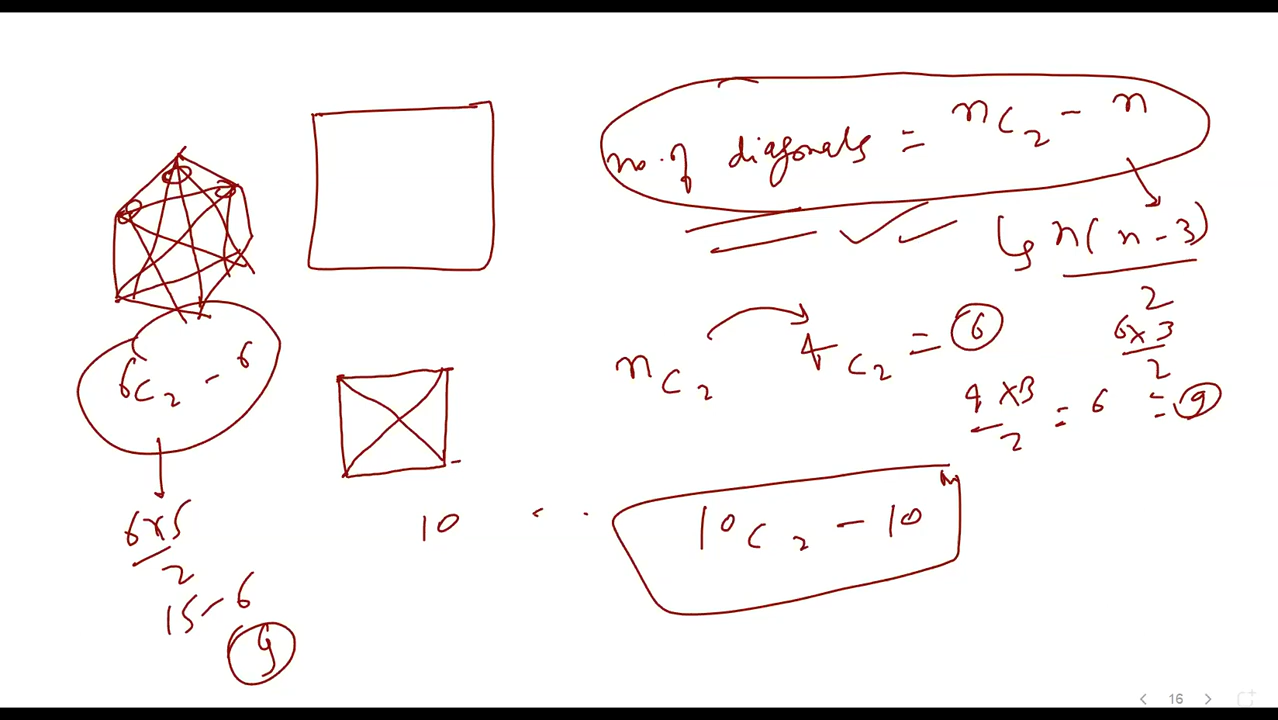 no. of diagonals = nC2 - n
↳ n(n-3)
2
nC2 → 4C2 = 6
6×3
2
= 9
4×3
2
= 6
6C2 - 6
6×5
2
15-6
9
10 . . 10C2 - 10
16